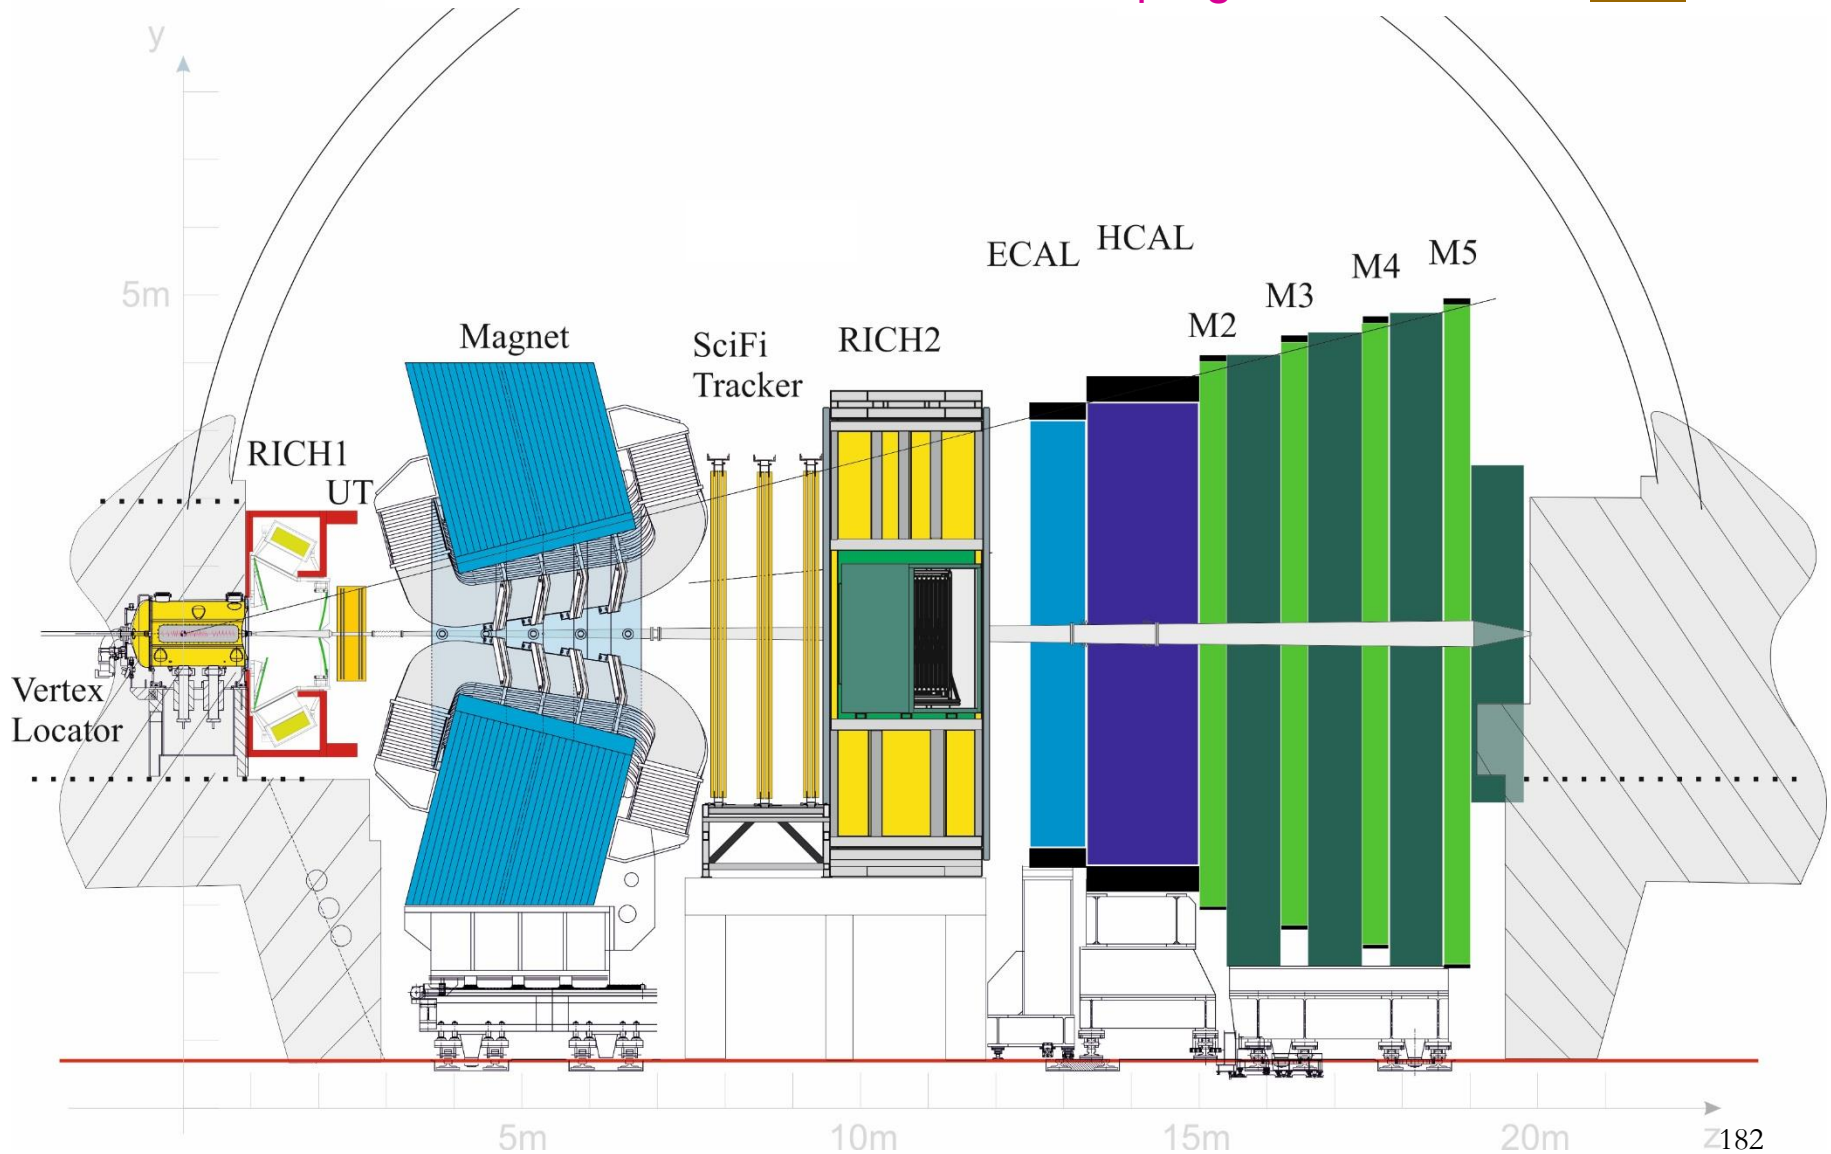 y
5m
ECAL
HCAL
M2
M3
M4
M5
Magnet
SciFi
Tracker
RICH2
RICH1
UT
Vertex
Locator
5m
10m
15m
20m
z
182